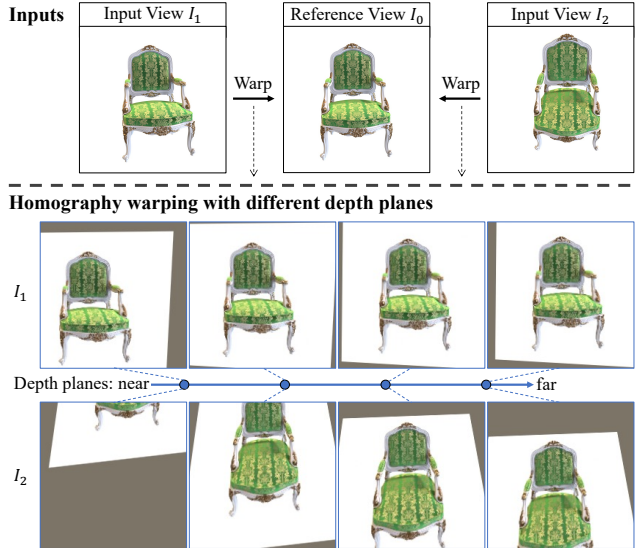 Inputs
Input View I₁
Reference View I₀
Input View I₂
Warp
Warp
Homography warping with different depth planes
I₁
Depth planes: near
far
I₂